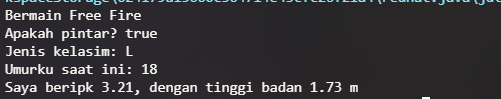 Bermain Free Fire
Apakah pintar? true
Jenis kelasim: L
Umurku saat ini: 18
Saya beripk 3.21, dengan tinggi badan 1.73 m